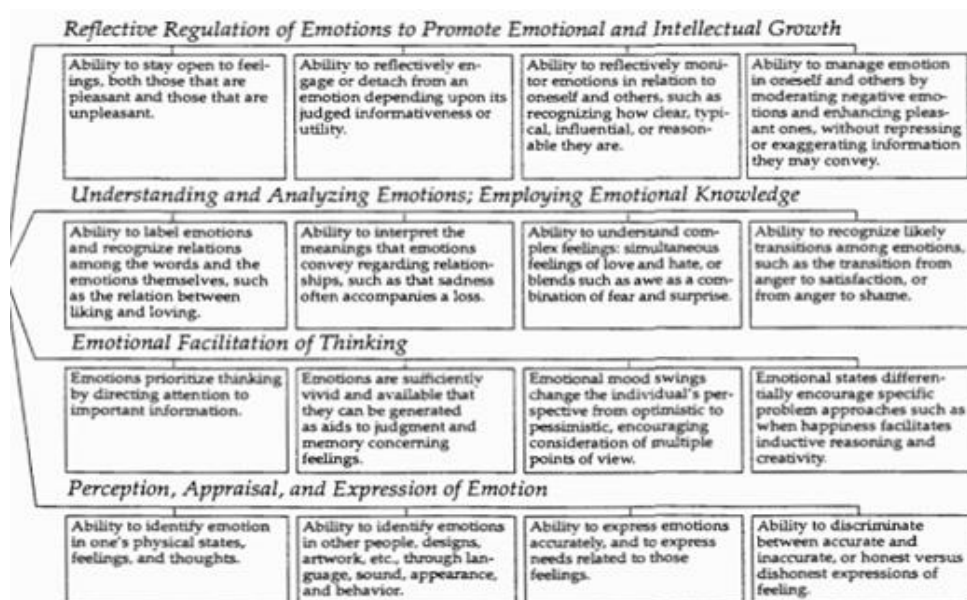 Reflective Regulation of Emotions to Promote Emotional and Intellectual Growth
Ability to stay open to feel-
ings, both those that are
pleasant and those that are
unpleasant.
Ability to reflectively en-
gage or detach from an
emotion depending upon its
judged informativeness or
utility.
Ability to reflectively moni-
tor emotions in relation to
oneself and others, such as
recognizing how clear, typi-
cal, influential, or reason-
able they are.
Ability to manage emotion
in oneself and others by
moderating negative emo-
tions and enhancing pleas-
ant ones, without repressing
or exaggerating information
they may convey.
Understanding and Analyzing Emotions; Employing Emotional Knowledge
Ability to label emotions
and recognize relations
among the words and the
emotions themselves, such
as the relation between
liking and loving.
Ability to interpret the
meanings that emotions
convey regarding relation-
ships, such as that sadness
often accompanies a loss.
Ability to understand com-
plex feelings: simultaneous
feelings of love and hate, or
blends such as awe as a com-
bination of fear and surprise.
Ability to recognize likely
transitions among emotions,
such as the transition from
anger to satisfaction, or
from anger to shame.
Emotional Facilitation of Thinking
Emotions prioritize thinking
by directing attention to
important information.
Emotions are sufficiently
vivid and available that
they can be generated
as aids to judgment and
memory concerning
feelings.
Emotional mood swings
change the individual's per-
spective from optimistic to
pessimistic, encouraging
consideration of multiple
points of view.
Emotional states differen-
tially encourage specific
problem approaches such as
when happiness facilitates
inductive reasoning and
creativity.
Perception, Appraisal, and Expression of Emotion
Ability to identify emotion
in one's physical states,
feelings, and thoughts.
Ability to identify emotions
in other people, designs,
artwork, etc., through lan-
guage, sound, appearance,
and behavior.
Ability to express emotions
accurately, and to express
needs related to those
feelings.
Ability to discriminate
between accurate and
inaccurate, or honest versus
dishonest expressions of
feeling.